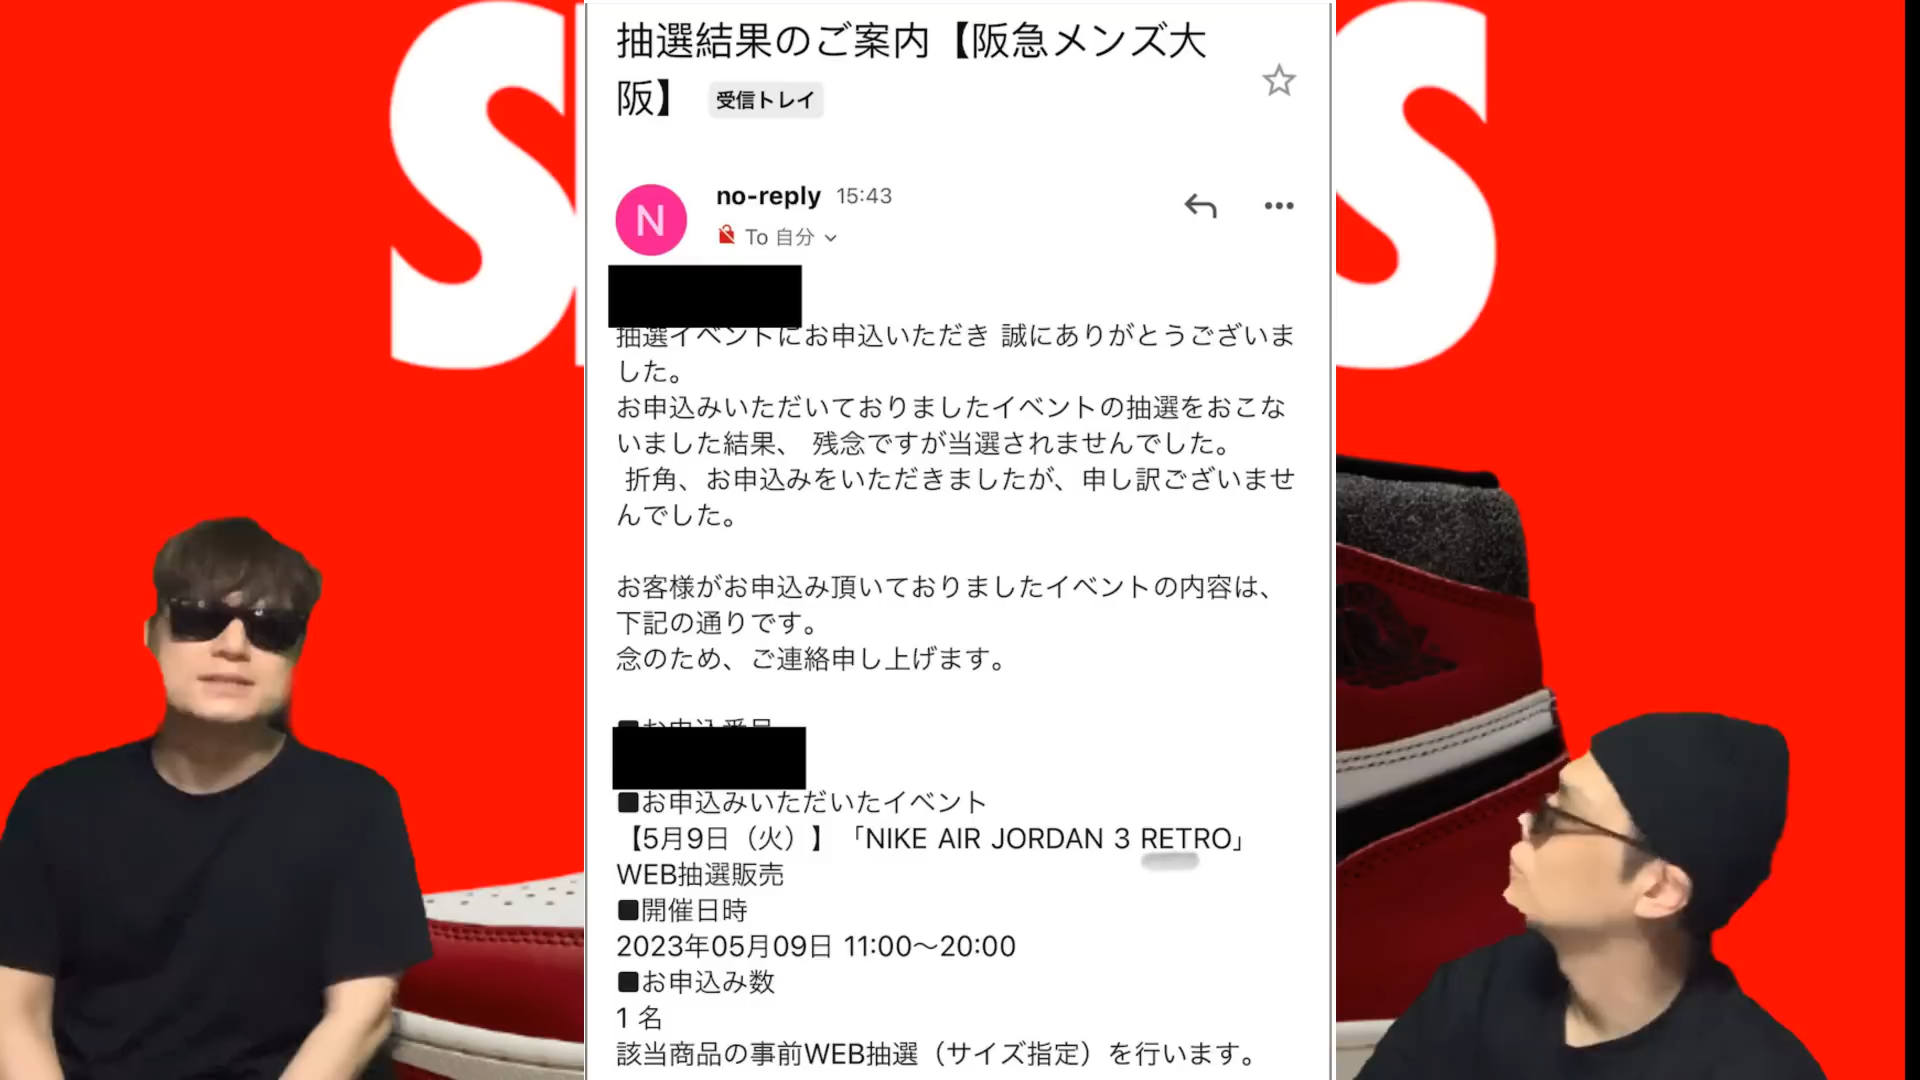 抽選結果のご案内【阪急メンズ大
阪】 受信トレイ
no-reply 15:43
N
To 自分
抽選イベントにお申込いただき 誠にありがとうございま
した。
お申込みいただいておりましたイベントの抽選をおこな
いました結果、 残念ですが当選されませんでした。
折角、お申込みをいただきましたが、申し訳ございませ
んでした。
お客様がお申込み頂いておりましたイベントの内容は、
下記の通りです。
念のため、ご連絡申し上げます。
■お申込番号
■お申込みいただいたイベント
【5月9日（火）】「NIKE AIR JORDAN 3 RETRO」
WEB抽選販売
■開催日時
2023年05月09日 11:00〜20:00
■お申込み数
1 名
該当商品の事前WEB抽選（サイズ指定）を行います。